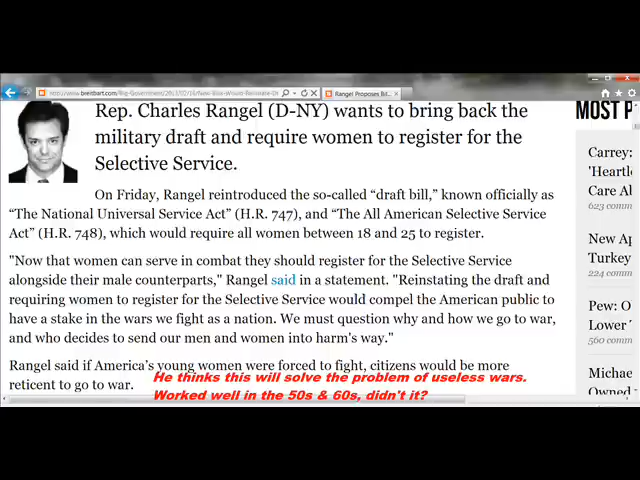 Rangel Proposes Bil...
Rep. Charles Rangel (D-NY) wants to bring back the
military draft and require women to register for the
Selective Service.
On Friday, Rangel reintroduced the so-called “draft bill,” known officially as
“The National Universal Service Act” (H.R. 747), and “The All American Selective Service
Act” (H.R. 748), which would require all women between 18 and 25 to register.
"Now that women can serve in combat they should register for the Selective Service
alongside their male counterparts," Rangel said in a statement. "Reinstating the draft and
requiring women to register for the Selective Service would compel the American public to
have a stake in the wars we fight as a nation. We must question why and how we go to war,
and who decides to send our men and women into harm's way."
Rangel said if America's young women were forced to fight, citizens would be more
reticent to go to war.
He thinks this will solve the problem of useless wars.
Worked well in the 50s & 60s, didn't it?
MOST P
Carrey:
'Heartle
Care Al
623 comm
New Ap
Turkey
224 comm
Pew: O
Lower T
560 comm
Michae
Owned